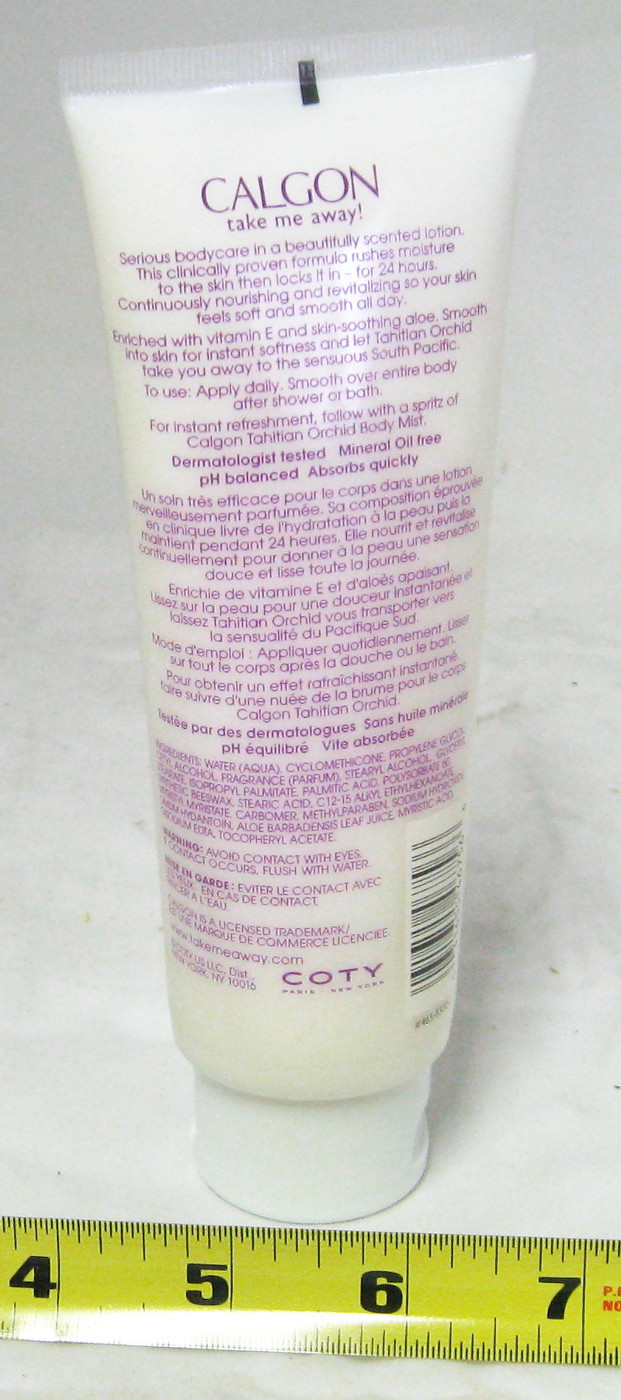 CALGON
take me away!
Serious bodycare in a beautifully scented lotion.
This clinically proven formula rushes moisture
to the skin then locks it in - for 24 hours.
Continuously nourishing and revitalizing so your skin
feels soft and smooth all day.
Enriched with vitamin E and skin-soothing aloe. Smooth
into skin for instant softness and let Tahitian Orchid
take you away to the sensuous South Pacific.
To use: Apply daily. Smooth over entire body
after shower or bath.
For instant refreshment, follow with a spritz of
Calgon Tahitian Orchid Body Mist.
Dermatologist tested Mineral Oil free
pH balanced Absorbs quickly
Un soin très efficace pour le corps dans une lotion
merveilleusement parfumée. Sa composition éprouvée
en clinique livre de l'hydratation à la peau puis la
maintient pendant 24 heures. Elle nourrit et revitalise
continuellement pour donner à la peau une sensation
douce et lisse toute la journée.
Enrichie de vitamine E et d'aloès apaisant.
Lissez sur la peau pour une douceur instantanée et
laissez Tahitian Orchid vous transporter vers
la sensualité du Pacifique Sud.
Mode d'emploi : Appliquer quotidiennement. Lisser
sur tout le corps après la douche ou le bain.
Pour obtenir un effet rafraîchissant instantané,
faire suivre d'une nuée de la brume pour le corps
Calgon Tahitian Orchid.
Testée par des dermatologues Sans huile minérale
pH équilibré Vite absorbée
INGREDIENTS: WATER (AQUA), CYCLOMETHICONE, PROPYLENE GLYCOL,
ALCOHOL, FRAGRANCE (PARFUM), STEARYL ALCOHOL, GLYCERYL
ISOPROPYL PALMITATE, PALMITIC ACID, POLYSORBATE
BEESWAX, STEARIC ACID, C12-15 ALKYL ETHYLHEXANOATE,
MYRISTATE, CARBOMER, METHYLPARABEN, SODIUM HYDROXIDE,
HYDANTOIN, ALOE BARBADENSIS LEAF JUICE, MYRISTIC ACID,
EDTA, TOCOPHERYL ACETATE.
WARNING: AVOID CONTACT WITH EYES.
CONTACT OCCURS, FLUSH WITH WATER.
MISE EN GARDE: EVITER LE CONTACT AVEC
YEUX. EN CAS DE CONTACT,
A L'EAU.
CALGON IS A LICENSED TRADEMARK/
UNE MARQUE DE COMMERCE LICENCIEE
www.takemeaway.com
COTY US LLC, Dist.
NEW YORK, NY 10016
COTY
PARIS · NEW YORK
4 5 6 7